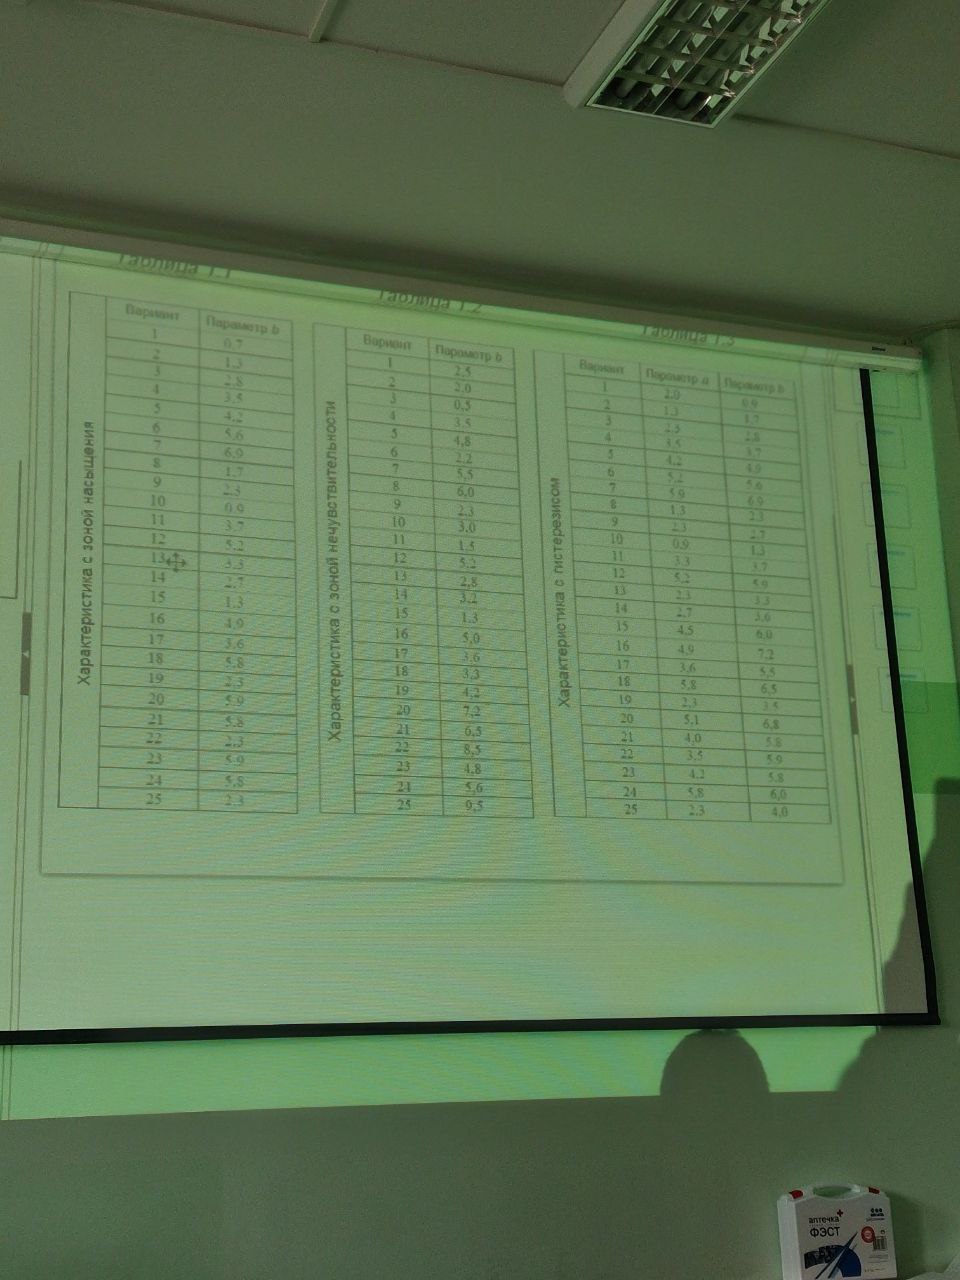 Таблица 1.1
Характеристика с зоной насыщения
Вариант Параметр b
1 0,7
2 1,3
3 2,8
4 3,5
5 4,2
6 5,6
7 6,9
8 1,7
9 2,3
10 0,9
11 3,7
12 5,2
13 3,3
14 2,7
15 1,3
16 4,9
17 3,6
18 5,8
19 2,3
20 5,9
21 5,8
22 2,3
23 5,9
24 5,8
25 2,3
Таблица 1.2
Характеристика с зоной нечувствительности
Вариант Параметр b
1 2,5
2 2,0
3 0,5
4 3,5
5 4,8
6 2,2
7 5,5
8 6,0
9 2,3
10 3,0
11 1,5
12 5,2
13 2,8
14 3,2
15 1,3
16 5,0
17 3,6
18 3,3
19 4,2
20 7,2
21 6,5
22 8,5
23 4,8
24 5,6
25 9,5
Таблица 1.3
Характеристика с гистерезисом
Вариант Параметр a Параметр b
1 2,0 0,9
2 1,3 1,7
3 2,3 2,8
4 3,5 3,7
5 4,2 4,9
6 5,2 5,6
7 5,9 6,9
8 1,3
9 2,3 2,7
10 0,9 1,3
11 3,3 3,7
12 5,2 5,9
13 2,3 3,3
14 2,7 3,6
15 4,5 6,0
16 4,9 7,2
17 3,6 5,5
18 5,8 6,5
19 2,3 3,5
20 5,1 6,8
21 4,0 5,8
22 3,5 5,9
23 4,2 5,8
24 5,8 6,0
25 2,3 4,0
аптечка
ФЭСТ